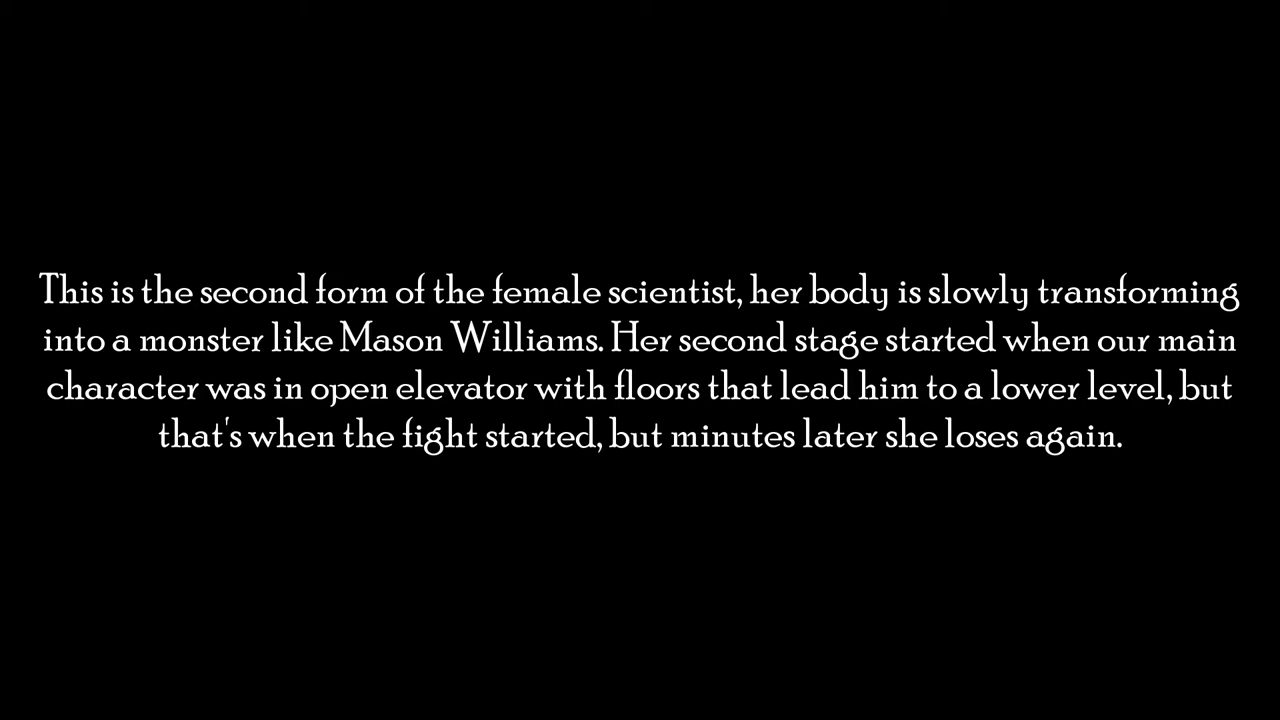 This is the second form of the female scientist, her body is slowly transforming
into a monster like Mason Williams. Her second stage started when our main
character was in open elevator with floors that lead him to a lower level, but
that's when the fight started, but minutes later she loses again.